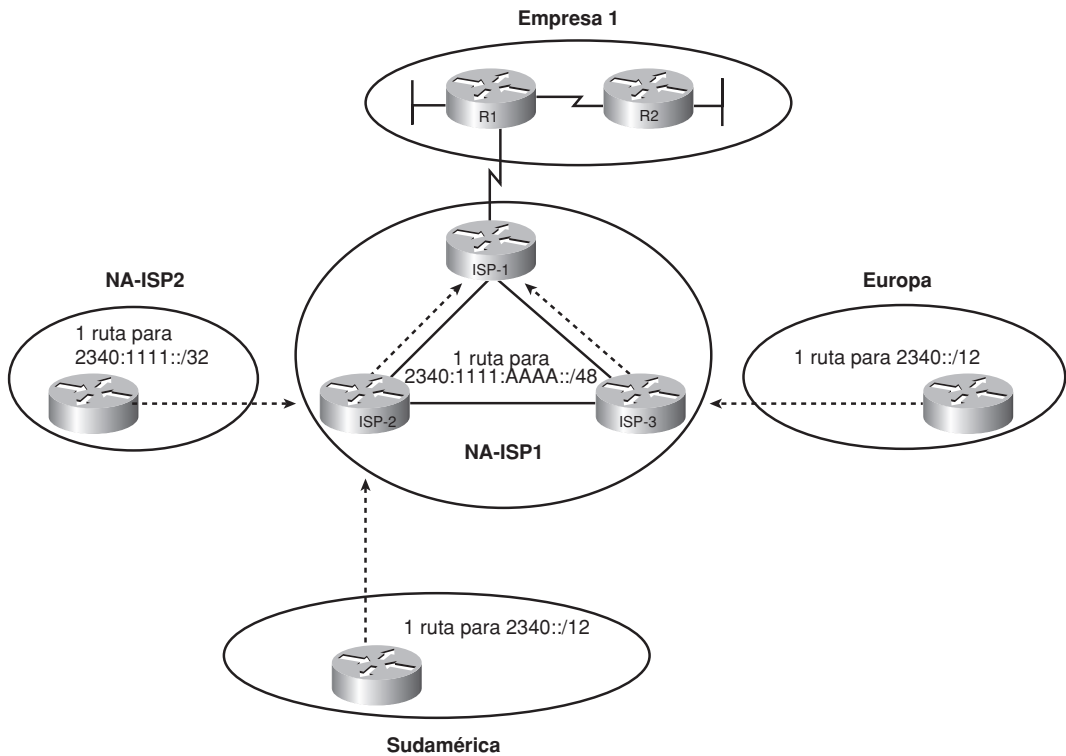 Empresa 1
R1
R2
ISP-1
NA-ISP2
1 ruta para
2340:1111::/32
1 ruta para
2340:1111:AAAA::/48
ISP-2
ISP-3
NA-ISP1
Europa
1 ruta para 2340::/12
1 ruta para 2340::/12
Sudamérica